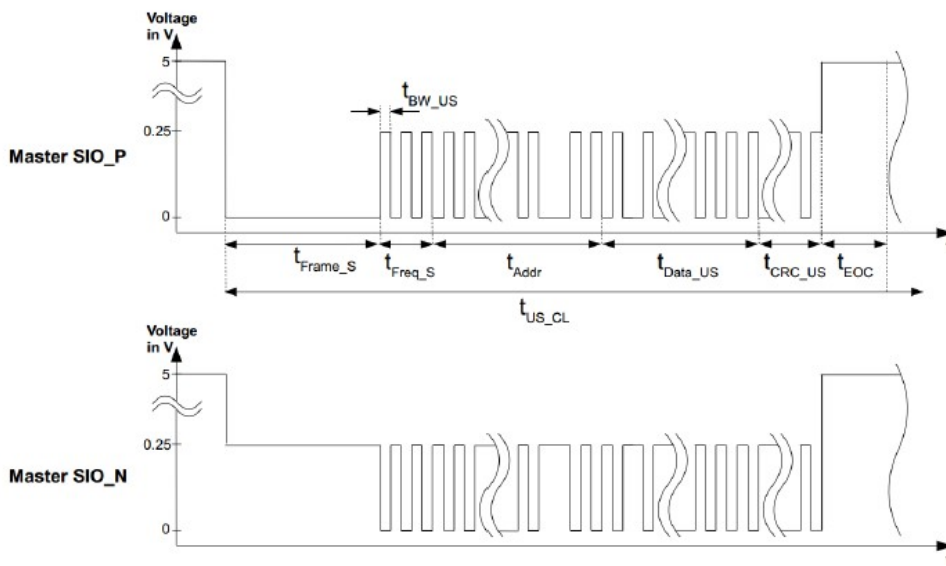 Voltage
in V
5
t_BW_US
0.25
Master SIO_P
0
t_Frame_S
t_Freq_S
t_Addr
t_Data_US
t_CRC_US
t_EOC
t_US_CL
Voltage
in V
5
0.25
Master SIO_N
0